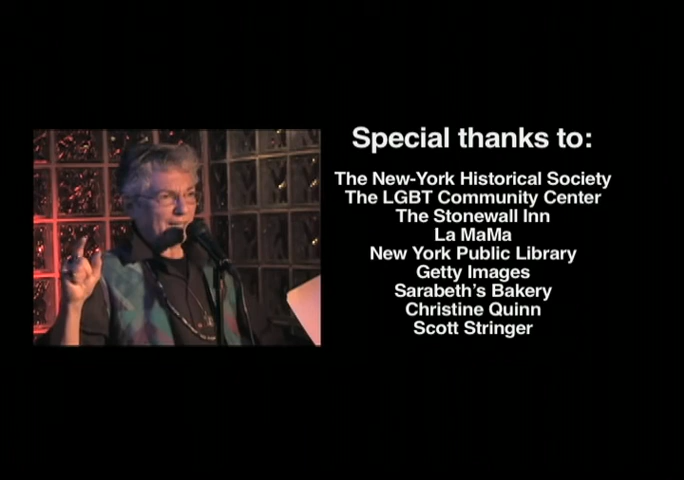 Special thanks to:
The New-York Historical Society
The LGBT Community Center
The Stonewall Inn
La MaMa
New York Public Library
Getty Images
Sarabeth's Bakery
Christine Quinn
Scott Stringer